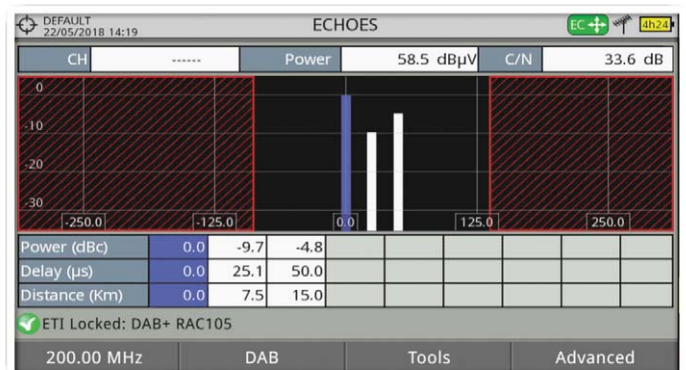 DEFAULT
22/05/2018 14:19
ECHOES
EC
4h24
CH ------ Power 58.5 dBµV C/N 33.6 dB
0
-10
-20
-30
-250.0 -125.0 0.0 125.0 250.0
Power (dBc) 0.0 -9.7 -4.8
Delay (µs) 0.0 25.1 50.0
Distance (Km) 0.0 7.5 15.0
ETI Locked: DAB+ RAC105
200.00 MHz DAB Tools Advanced